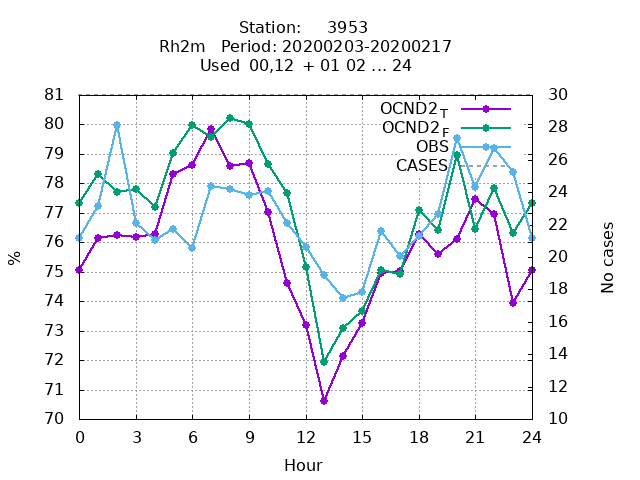 Station: 3953
Rh2m Period: 20200203-20200217
Used 00,12 + 01 02 ... 24
81
80
79
78
77
76
75
74
73
72
71
70
%
30
28
26
24
22
20
18
16
14
12
10
No cases
OCND2T
OCND2F
OBS
CASES
0 3 6 9 12 15 18 21 24
Hour